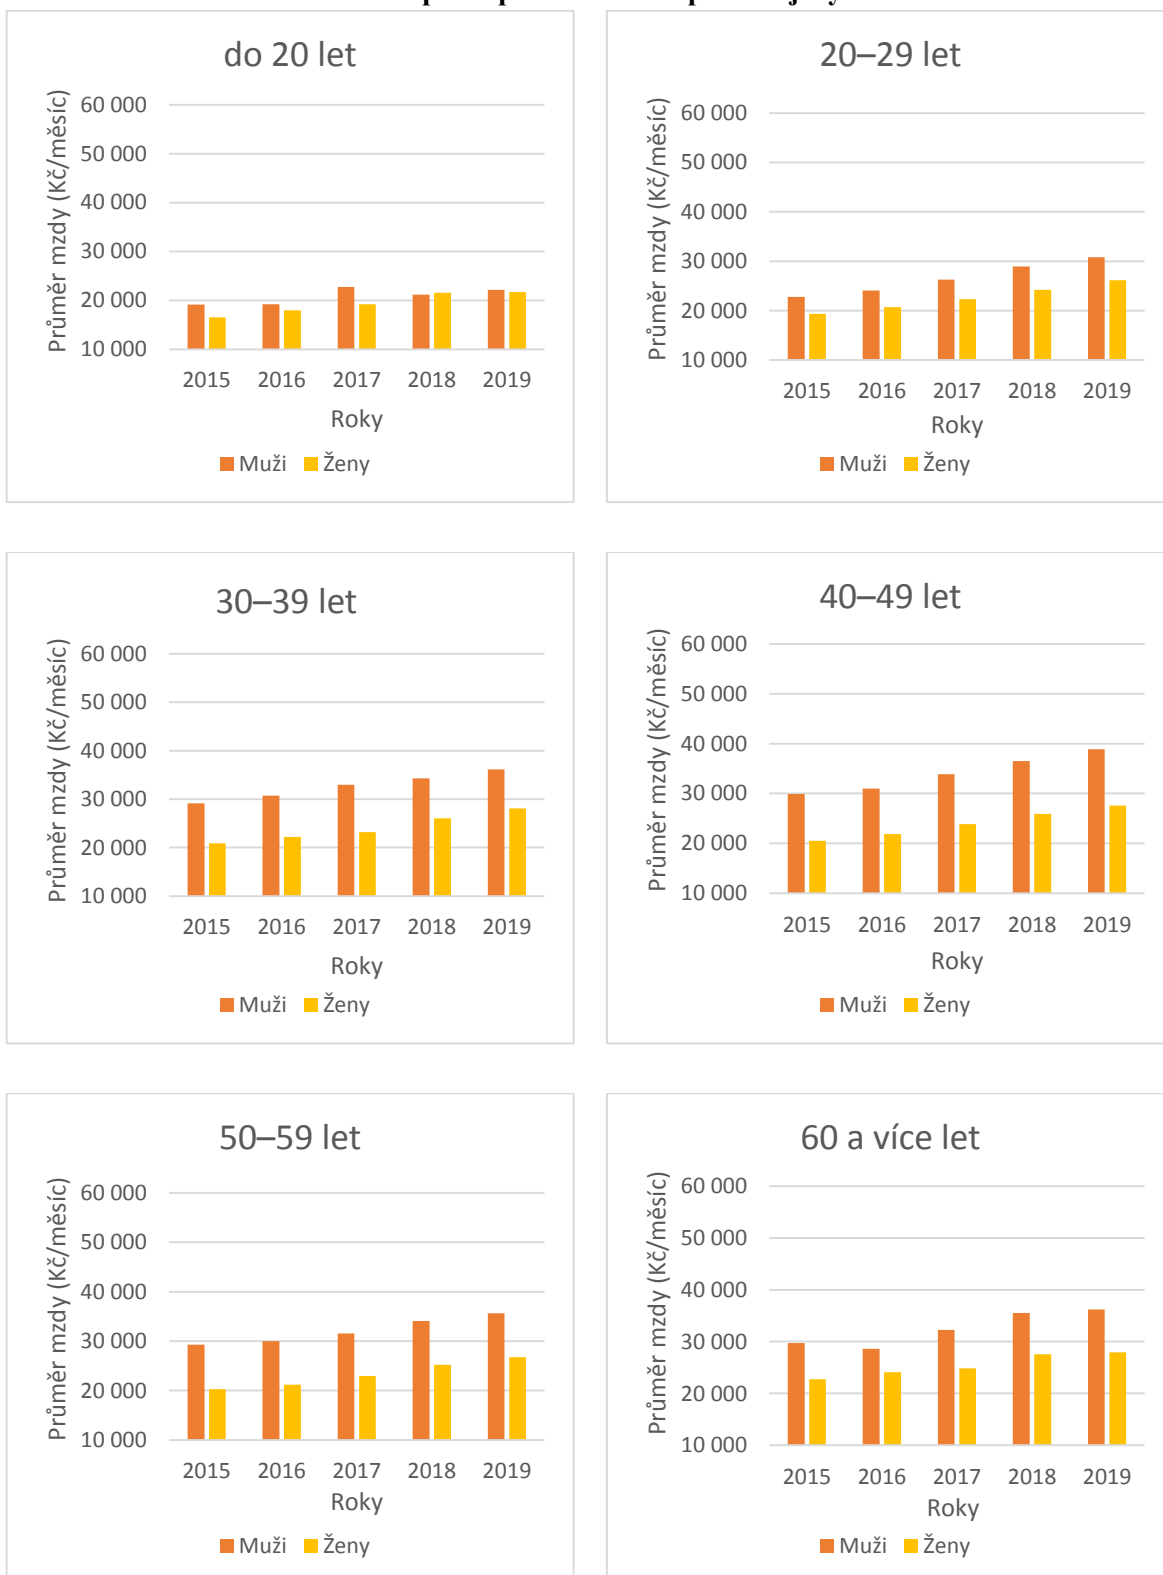 do 20 let
Průměr mzdy (Kč/měsíc)
60 000
50 000
40 000
30 000
20 000
10 000
2015 2016 2017 2018 2019
Roky
Muži Ženy
20–29 let
Průměr mzdy (Kč/měsíc)
60 000
50 000
40 000
30 000
20 000
10 000
2015 2016 2017 2018 2019
Roky
Muži Ženy
30–39 let
Průměr mzdy (Kč/měsíc)
60 000
50 000
40 000
30 000
20 000
10 000
2015 2016 2017 2018 2019
Roky
Muži Ženy
40–49 let
Průměr mzdy (Kč/měsíc)
60 000
50 000
40 000
30 000
20 000
10 000
2015 2016 2017 2018 2019
Roky
Muži Ženy
50–59 let
Průměr mzdy (Kč/měsíc)
60 000
50 000
40 000
30 000
20 000
10 000
2015 2016 2017 2018 2019
Roky
Muži Ženy
60 a více let
Průměr mzdy (Kč/měsíc)
60 000
50 000
40 000
30 000
20 000
10 000
2015 2016 2017 2018 2019
Roky
Muži Ženy